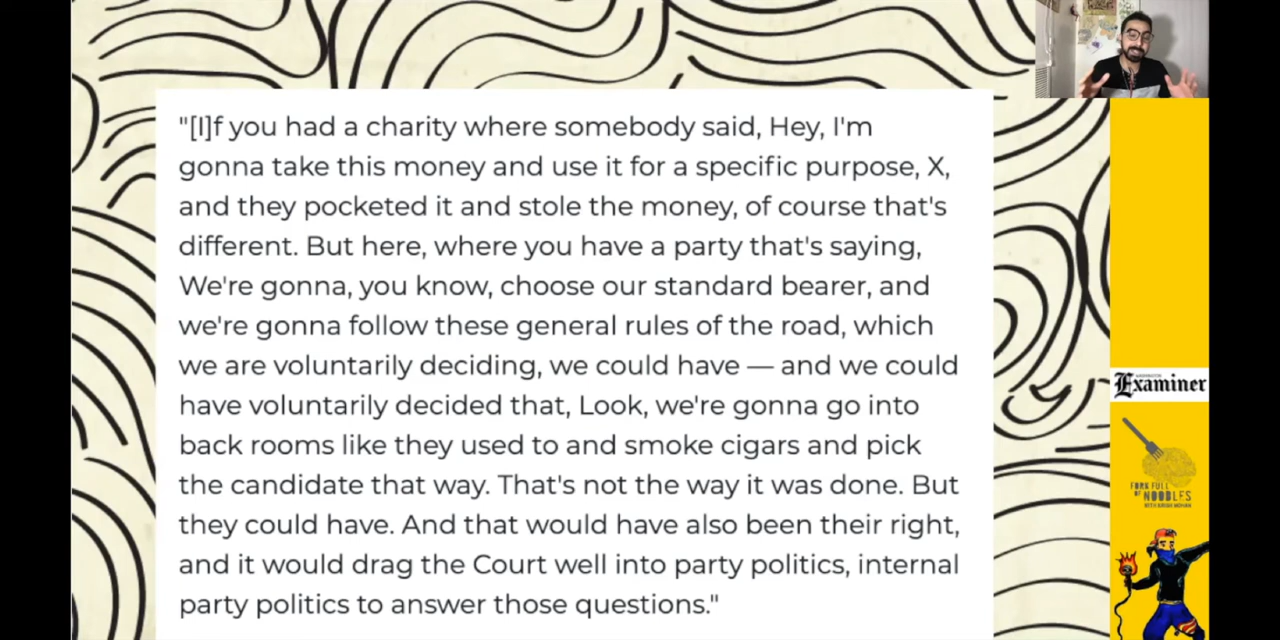 "[I]f you had a charity where somebody said, Hey, I'm
gonna take this money and use it for a specific purpose, X,
and they pocketed it and stole the money, of course that's
different. But here, where you have a party that's saying,
We're gonna, you know, choose our standard bearer, and
we're gonna follow these general rules of the road, which
we are voluntarily deciding, we could have — and we could
have voluntarily decided that, Look, we're gonna go into
back rooms like they used to and smoke cigars and pick
the candidate that way. That's not the way it was done. But
they could have. And that would have also been their right,
and it would drag the Court well into party politics, internal
party politics to answer those questions."
Examiner
FORK FULL
OF NOOBLES